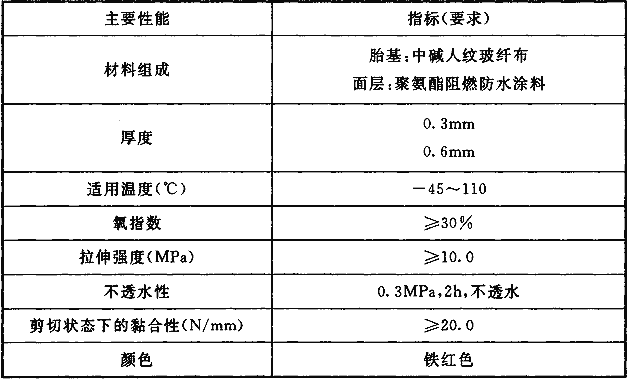 主要性能 指标(要求)
材料组成 胎基:中碱人纹玻纤布
面层:聚氨酯阻燃防水涂料
厚度 0.3mm
0.6mm
适用温度(℃) －45～110
氧指数 ≥30%
拉伸强度(MPa) ≥10.0
不透水性 0.3MPa,2h,不透水
剪切状态下的黏合性(N/mm) ≥20.0
颜色 铁红色